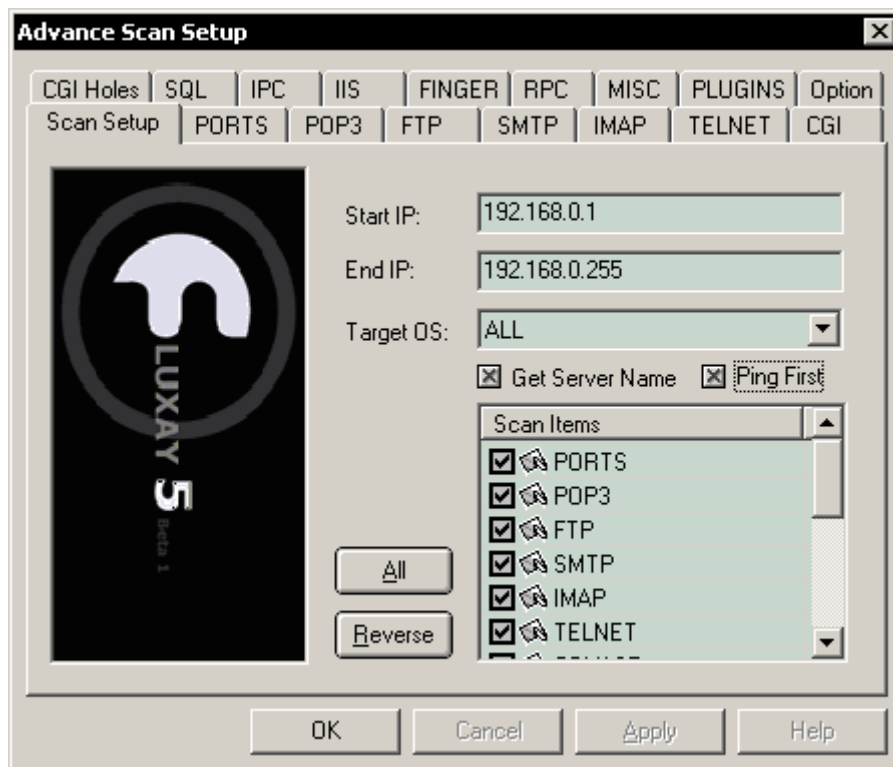 Advance Scan Setup
CGI Holes SQL IPC IIS FINGER RPC MISC PLUGINS Option
Scan Setup PORTS POP3 FTP SMTP IMAP TELNET CGI
Start IP: 192.168.0.1
End IP: 192.168.0.255
Target OS: ALL
Get Server Name Ping First
Scan Items
PORTS
POP3
FTP
SMTP
IMAP
TELNET
All
Reverse
LUXAY 5 Beta 1
OK Cancel Apply Help